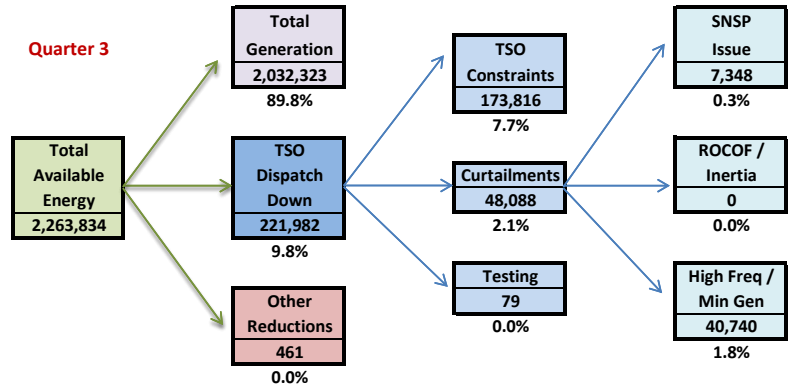 Quarter 3
Total
Available
Energy
2,263,834
Total
Generation
2,032,323
89.8%
TSO
Dispatch
Down
221,982
9.8%
Other
Reductions
461
0.0%
TSO
Constraints
173,816
7.7%
Curtailments
48,088
2.1%
Testing
79
0.0%
SNSP
Issue
7,348
0.3%
ROCOF /
Inertia
0
0.0%
High Freq /
Min Gen
40,740
1.8%